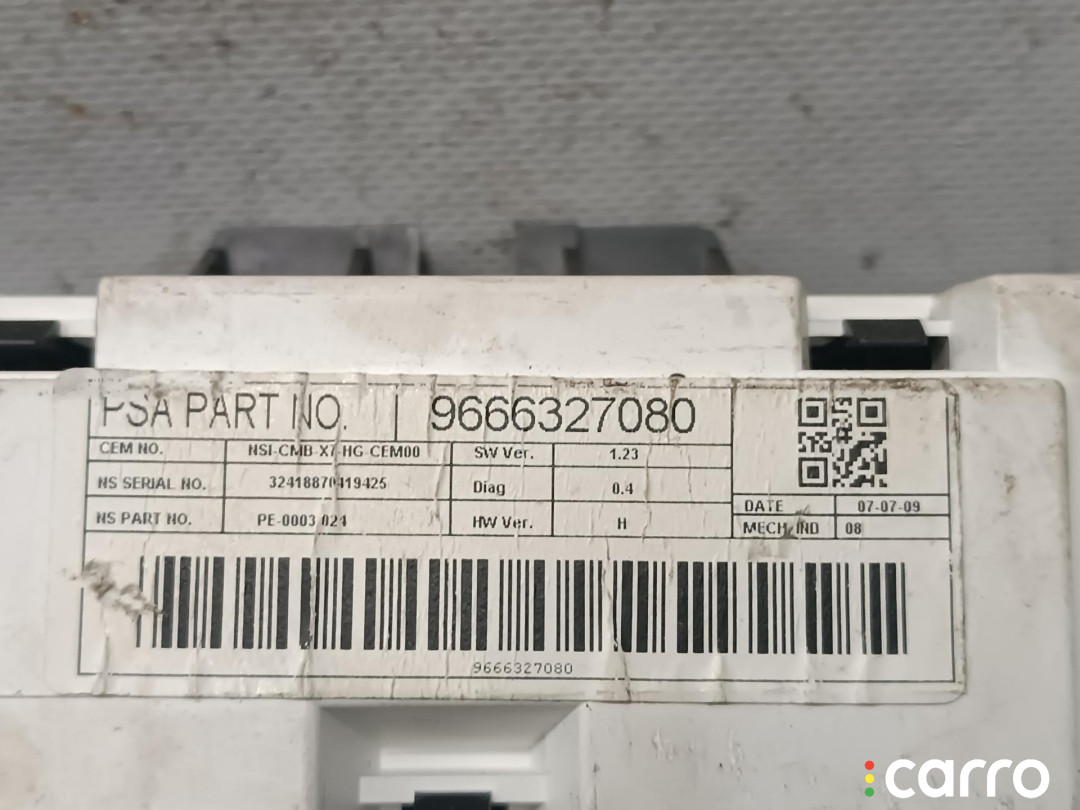 PSA PART NO. 9666327080
CEM NO. NSI-CMB-X7-HG-CEM00 SW Ver. 1.23
NS SERIAL NO. 32418870419425 Diag 0.4
NS PART NO. PE-0003 024 HW Ver. H
DATE 07-07-09
MECH IND 08
9666327080
carro